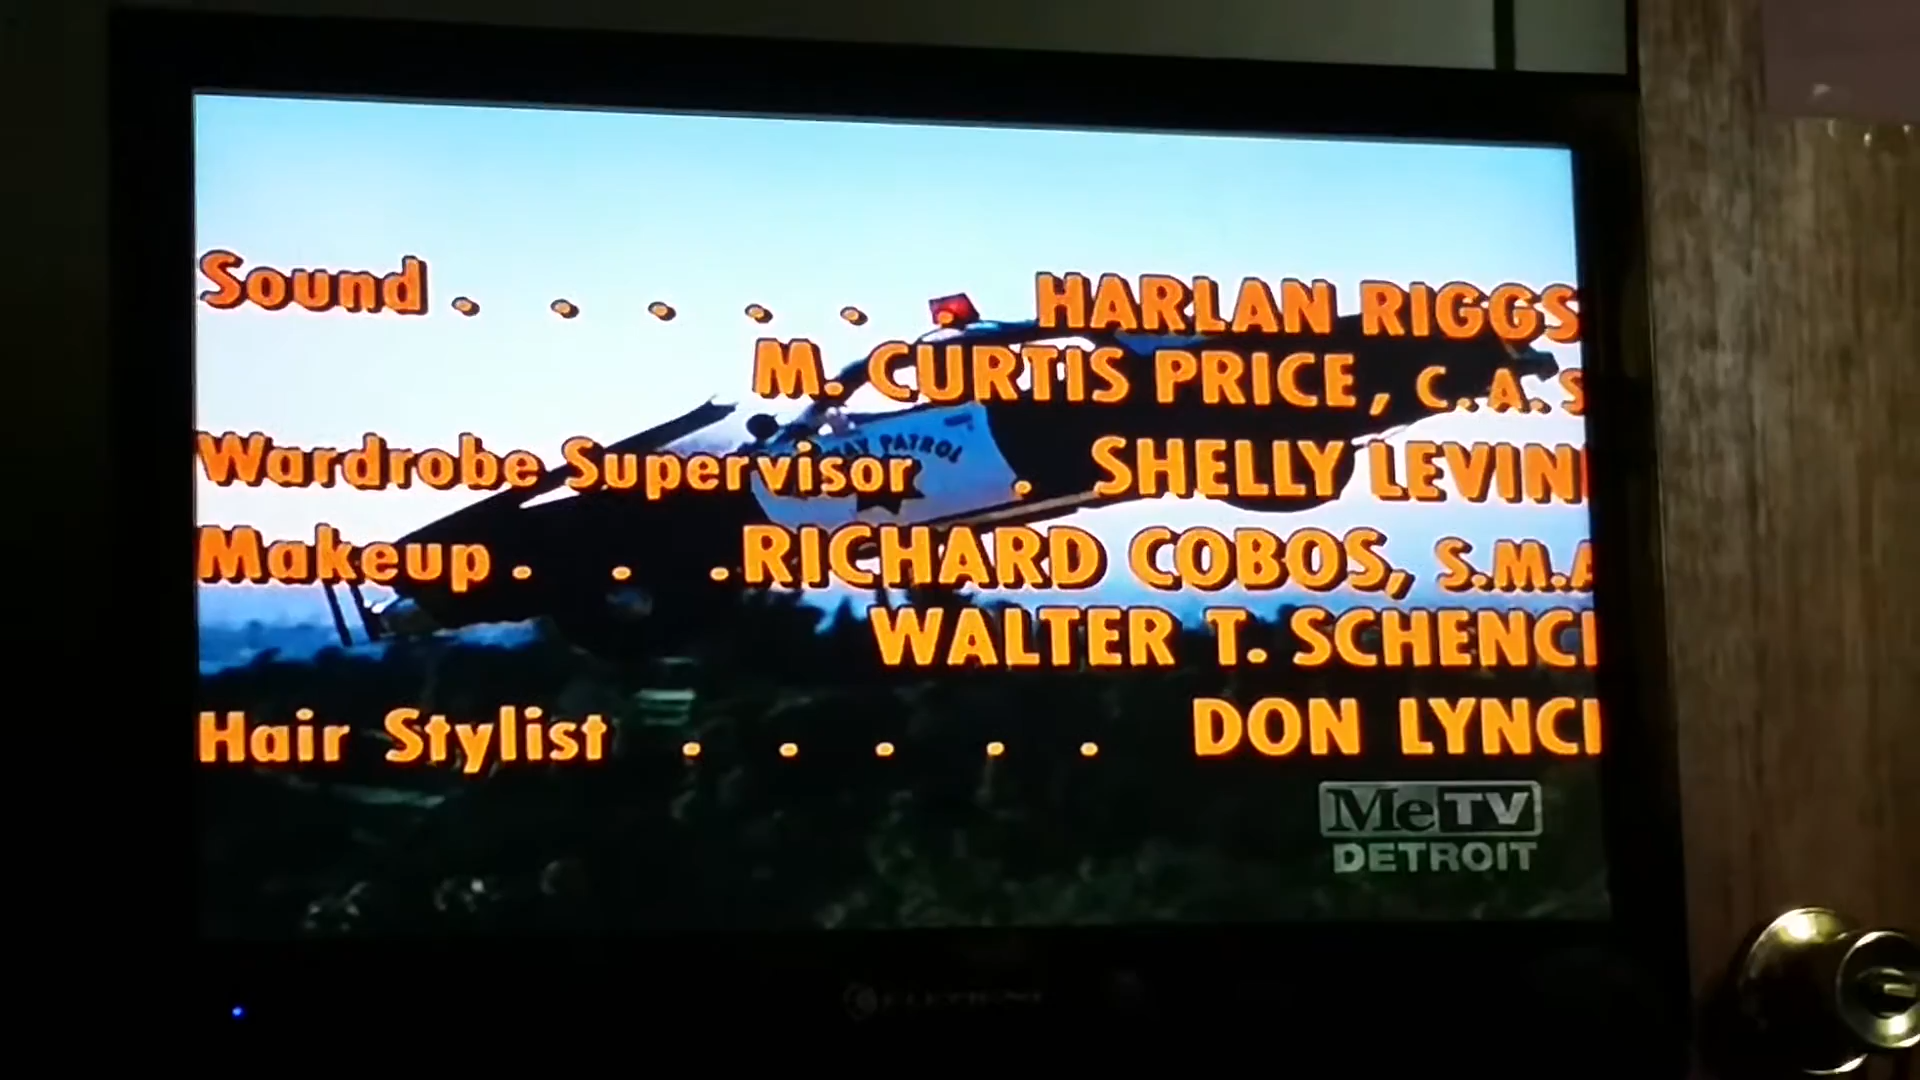 Sound . . . . . . HARLAN RIGGS
M. CURTIS PRICE, C.A.S
Wardrobe Supervisor . SHELLY LEVIN
Makeup . . . RICHARD COBOS, S.M.A
WALTER T. SCHENC
Hair Stylist . . . . . DON LYNC
PATROL
MeTV
DETROIT